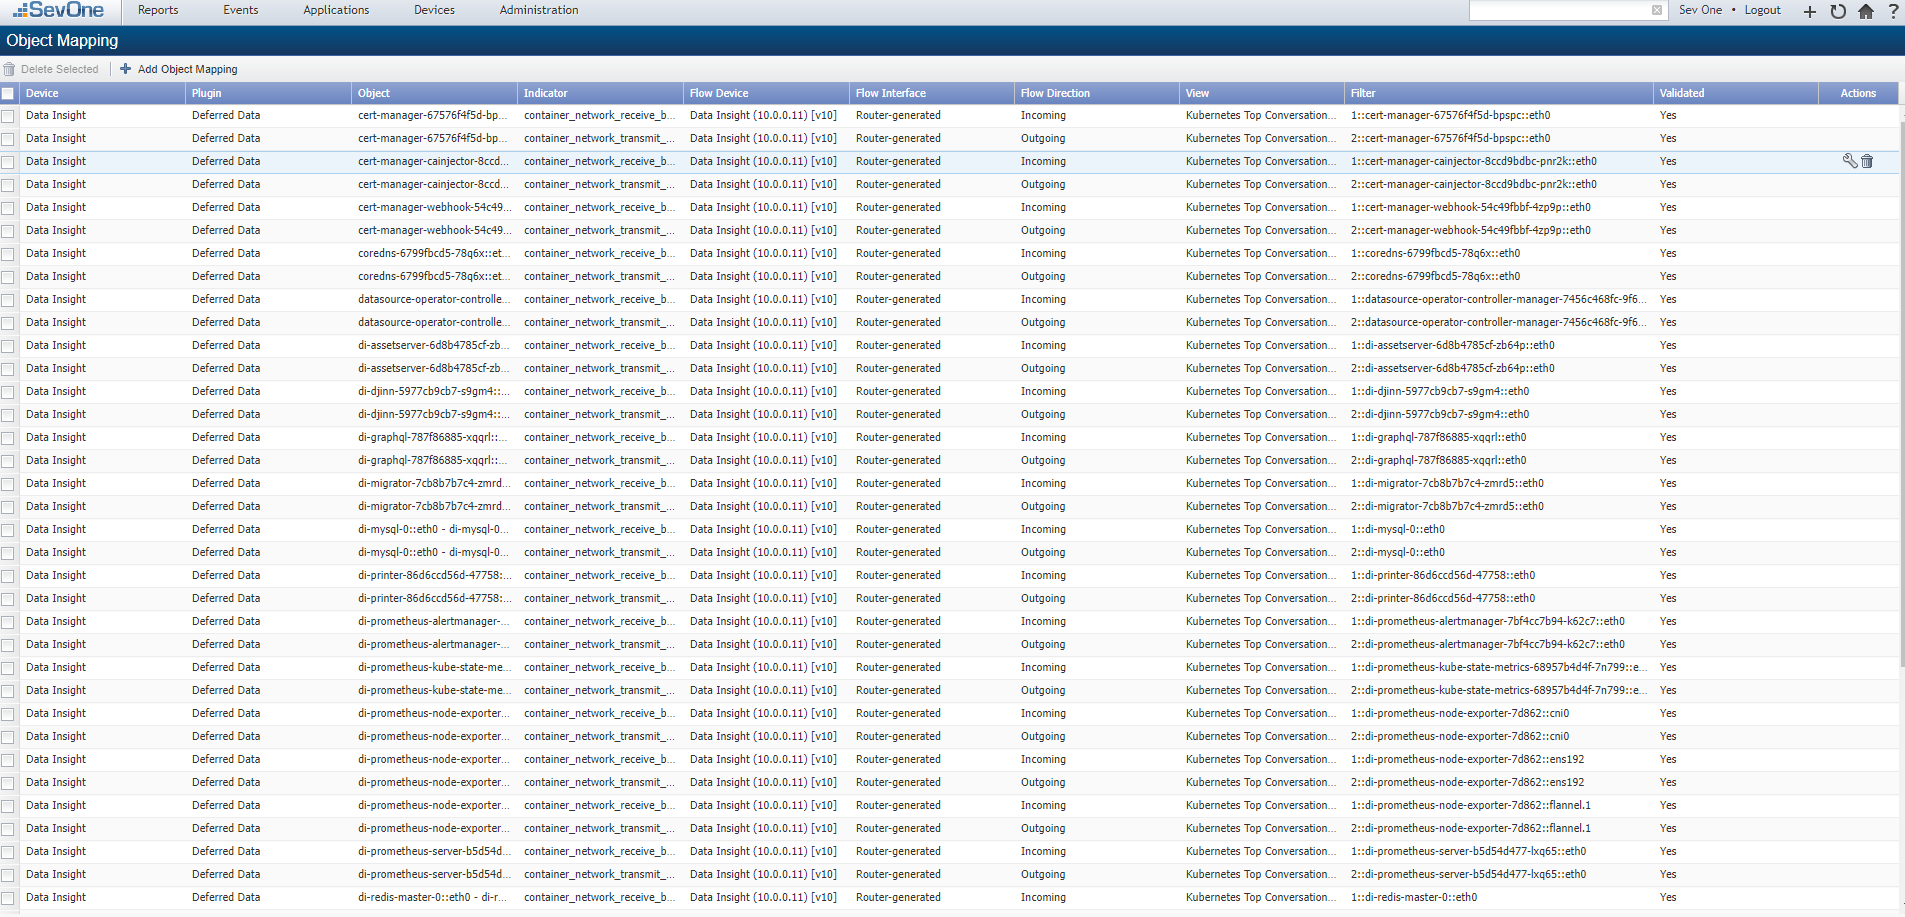 SevOne Reports Events Applications Devices Administration Sev One • Logout
Object Mapping
Delete Selected Add Object Mapping
Device Plugin Object Indicator Flow Device Flow Interface Flow Direction View Filter Validated Actions
Data Insight Deferred Data cert-manager-67576f4f5d-bp... container_network_receive_b... Data Insight (10.0.0.11) [v10] Router-generated Incoming Kubernetes Top Conversation... 1::cert-manager-67576f4f5d-bpspc::eth0 Yes
Data Insight Deferred Data cert-manager-67576f4f5d-bp... container_network_transmit_... Data Insight (10.0.0.11) [v10] Router-generated Outgoing Kubernetes Top Conversation... 2::cert-manager-67576f4f5d-bpspc::eth0 Yes
Data Insight Deferred Data cert-manager-cainjector-8ccd... container_network_receive_b... Data Insight (10.0.0.11) [v10] Router-generated Incoming Kubernetes Top Conversation... 1::cert-manager-cainjector-8ccd9bdbc-pnr2k::eth0 Yes
Data Insight Deferred Data cert-manager-cainjector-8ccd... container_network_transmit_... Data Insight (10.0.0.11) [v10] Router-generated Outgoing Kubernetes Top Conversation... 2::cert-manager-cainjector-8ccd9bdbc-pnr2k::eth0 Yes
Data Insight Deferred Data cert-manager-webhook-54c49... container_network_receive_b... Data Insight (10.0.0.11) [v10] Router-generated Incoming Kubernetes Top Conversation... 1::cert-manager-webhook-54c49fbbf-4zp9p::eth0 Yes
Data Insight Deferred Data cert-manager-webhook-54c49... container_network_transmit_... Data Insight (10.0.0.11) [v10] Router-generated Outgoing Kubernetes Top Conversation... 2::cert-manager-webhook-54c49fbbf-4zp9p::eth0 Yes
Data Insight Deferred Data coredns-6799fbcd5-78q6x::et... container_network_receive_b... Data Insight (10.0.0.11) [v10] Router-generated Incoming Kubernetes Top Conversation... 1::coredns-6799fbcd5-78q6x::eth0 Yes
Data Insight Deferred Data coredns-6799fbcd5-78q6x::et... container_network_transmit_... Data Insight (10.0.0.11) [v10] Router-generated Outgoing Kubernetes Top Conversation... 2::coredns-6799fbcd5-78q6x::eth0 Yes
Data Insight Deferred Data datasource-operator-controlle... container_network_receive_b... Data Insight (10.0.0.11) [v10] Router-generated Incoming Kubernetes Top Conversation... 1::datasource-operator-controller-manager-7456c468fc-9f6... Yes
Data Insight Deferred Data datasource-operator-controlle... container_network_transmit_... Data Insight (10.0.0.11) [v10] Router-generated Outgoing Kubernetes Top Conversation... 2::datasource-operator-controller-manager-7456c468fc-9f6... Yes
Data Insight Deferred Data di-assetserver-6d8b4785cf-zb... container_network_receive_b... Data Insight (10.0.0.11) [v10] Router-generated Incoming Kubernetes Top Conversation... 1::di-assetserver-6d8b4785cf-zb64p::eth0 Yes
Data Insight Deferred Data di-assetserver-6d8b4785cf-zb... container_network_transmit_... Data Insight (10.0.0.11) [v10] Router-generated Outgoing Kubernetes Top Conversation... 2::di-assetserver-6d8b4785cf-zb64p::eth0 Yes
Data Insight Deferred Data di-djinn-5977cb9cb7-s9gm4::... container_network_receive_b... Data Insight (10.0.0.11) [v10] Router-generated Incoming Kubernetes Top Conversation... 1::di-djinn-5977cb9cb7-s9gm4::eth0 Yes
Data Insight Deferred Data di-djinn-5977cb9cb7-s9gm4::... container_network_transmit_... Data Insight (10.0.0.11) [v10] Router-generated Outgoing Kubernetes Top Conversation... 2::di-djinn-5977cb9cb7-s9gm4::eth0 Yes
Data Insight Deferred Data di-graphql-787f86885-xqqrl::... container_network_receive_b... Data Insight (10.0.0.11) [v10] Router-generated Incoming Kubernetes Top Conversation... 1::di-graphql-787f86885-xqqrl::eth0 Yes
Data Insight Deferred Data di-graphql-787f86885-xqqrl::... container_network_transmit_... Data Insight (10.0.0.11) [v10] Router-generated Outgoing Kubernetes Top Conversation... 2::di-graphql-787f86885-xqqrl::eth0 Yes
Data Insight Deferred Data di-migrator-7cb8b7b7c4-zmrd... container_network_receive_b... Data Insight (10.0.0.11) [v10] Router-generated Incoming Kubernetes Top Conversation... 1::di-migrator-7cb8b7b7c4-zmrd5::eth0 Yes
Data Insight Deferred Data di-migrator-7cb8b7b7c4-zmrd... container_network_transmit_... Data Insight (10.0.0.11) [v10] Router-generated Outgoing Kubernetes Top Conversation... 2::di-migrator-7cb8b7b7c4-zmrd5::eth0 Yes
Data Insight Deferred Data di-mysql-0::eth0 - di-mysql-0... container_network_receive_b... Data Insight (10.0.0.11) [v10] Router-generated Incoming Kubernetes Top Conversation... 1::di-mysql-0::eth0 Yes
Data Insight Deferred Data di-mysql-0::eth0 - di-mysql-0... container_network_transmit_... Data Insight (10.0.0.11) [v10] Router-generated Outgoing Kubernetes Top Conversation... 2::di-mysql-0::eth0 Yes
Data Insight Deferred Data di-printer-86d6ccd56d-47758:... container_network_receive_b... Data Insight (10.0.0.11) [v10] Router-generated Incoming Kubernetes Top Conversation... 1::di-printer-86d6ccd56d-47758::eth0 Yes
Data Insight Deferred Data di-printer-86d6ccd56d-47758:... container_network_transmit_... Data Insight (10.0.0.11) [v10] Router-generated Outgoing Kubernetes Top Conversation... 2::di-printer-86d6ccd56d-47758::eth0 Yes
Data Insight Deferred Data di-prometheus-alertmanager-... container_network_receive_b... Data Insight (10.0.0.11) [v10] Router-generated Incoming Kubernetes Top Conversation... 1::di-prometheus-alertmanager-7bf4cc7b94-k62c7::eth0 Yes
Data Insight Deferred Data di-prometheus-alertmanager-... container_network_transmit_... Data Insight (10.0.0.11) [v10] Router-generated Outgoing Kubernetes Top Conversation... 2::di-prometheus-alertmanager-7bf4cc7b94-k62c7::eth0 Yes
Data Insight Deferred Data di-prometheus-kube-state-me... container_network_receive_b... Data Insight (10.0.0.11) [v10] Router-generated Incoming Kubernetes Top Conversation... 1::di-prometheus-kube-state-metrics-68957b4d4f-7n799::e... Yes
Data Insight Deferred Data di-prometheus-kube-state-me... container_network_transmit_... Data Insight (10.0.0.11) [v10] Router-generated Outgoing Kubernetes Top Conversation... 2::di-prometheus-kube-state-metrics-68957b4d4f-7n799::e... Yes
Data Insight Deferred Data di-prometheus-node-exporter... container_network_receive_b... Data Insight (10.0.0.11) [v10] Router-generated Incoming Kubernetes Top Conversation... 1::di-prometheus-node-exporter-7d862::cni0 Yes
Data Insight Deferred Data di-prometheus-node-exporter... container_network_transmit_... Data Insight (10.0.0.11) [v10] Router-generated Outgoing Kubernetes Top Conversation... 2::di-prometheus-node-exporter-7d862::cni0 Yes
Data Insight Deferred Data di-prometheus-node-exporter... container_network_receive_b... Data Insight (10.0.0.11) [v10] Router-generated Incoming Kubernetes Top Conversation... 1::di-prometheus-node-exporter-7d862::ens192 Yes
Data Insight Deferred Data di-prometheus-node-exporter... container_network_transmit_... Data Insight (10.0.0.11) [v10] Router-generated Outgoing Kubernetes Top Conversation... 2::di-prometheus-node-exporter-7d862::ens192 Yes
Data Insight Deferred Data di-prometheus-node-exporter... container_network_receive_b... Data Insight (10.0.0.11) [v10] Router-generated Incoming Kubernetes Top Conversation... 1::di-prometheus-node-exporter-7d862::flannel.1 Yes
Data Insight Deferred Data di-prometheus-node-exporter... container_network_transmit_... Data Insight (10.0.0.11) [v10] Router-generated Outgoing Kubernetes Top Conversation... 2::di-prometheus-node-exporter-7d862::flannel.1 Yes
Data Insight Deferred Data di-prometheus-server-b5d54d... container_network_receive_b... Data Insight (10.0.0.11) [v10] Router-generated Incoming Kubernetes Top Conversation... 1::di-prometheus-server-b5d54d477-lxq65::eth0 Yes
Data Insight Deferred Data di-prometheus-server-b5d54d... container_network_transmit_... Data Insight (10.0.0.11) [v10] Router-generated Outgoing Kubernetes Top Conversation... 2::di-prometheus-server-b5d54d477-lxq65::eth0 Yes
Data Insight Deferred Data di-redis-master-0::eth0 - di-r... container_network_receive_b... Data Insight (10.0.0.11) [v10] Router-generated Incoming Kubernetes Top Conversation... 1::di-redis-master-0::eth0 Yes